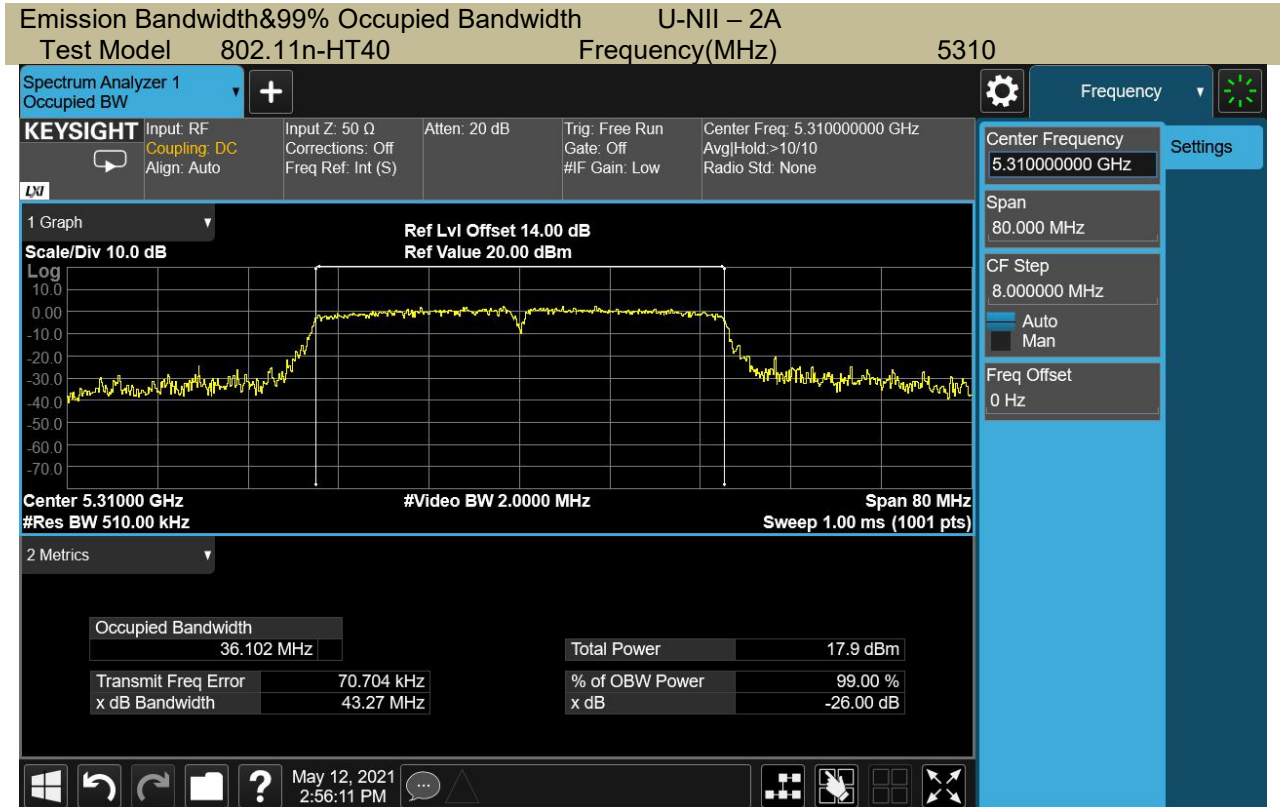 Emission Bandwidth&99% Occupied Bandwidth U-NII – 2A
Test Model 802.11n-HT40 Frequency(MHz) 5310
Spectrum Analyzer 1
Occupied BW
+
Frequency
KEYSIGHT
LXI
Input: RF
Coupling: DC
Align: Auto
Input Z: 50 Ω
Corrections: Off
Freq Ref: Int (S)
Atten: 20 dB
Trig: Free Run
Gate: Off
#IF Gain: Low
Center Freq: 5.310000000 GHz
Avg|Hold:>10/10
Radio Std: None
Center Frequency
5.310000000 GHz
Settings
Span
80.000 MHz
CF Step
8.000000 MHz
Auto
Man
Freq Offset
0 Hz
1 Graph
Ref Lvl Offset 14.00 dB
Scale/Div 10.0 dB Ref Value 20.00 dBm
Log
10.0
0.00
-10.0
-20.0
-30.0
-40.0
-50.0
-60.0
-70.0
Center 5.31000 GHz #Video BW 2.0000 MHz Span 80 MHz
#Res BW 510.00 kHz Sweep 1.00 ms (1001 pts)
2 Metrics
Occupied Bandwidth
36.102 MHz
Total Power 17.9 dBm
Transmit Freq Error 70.704 kHz % of OBW Power 99.00 %
x dB Bandwidth 43.27 MHz x dB -26.00 dB
?
May 12, 2021
2:56:11 PM